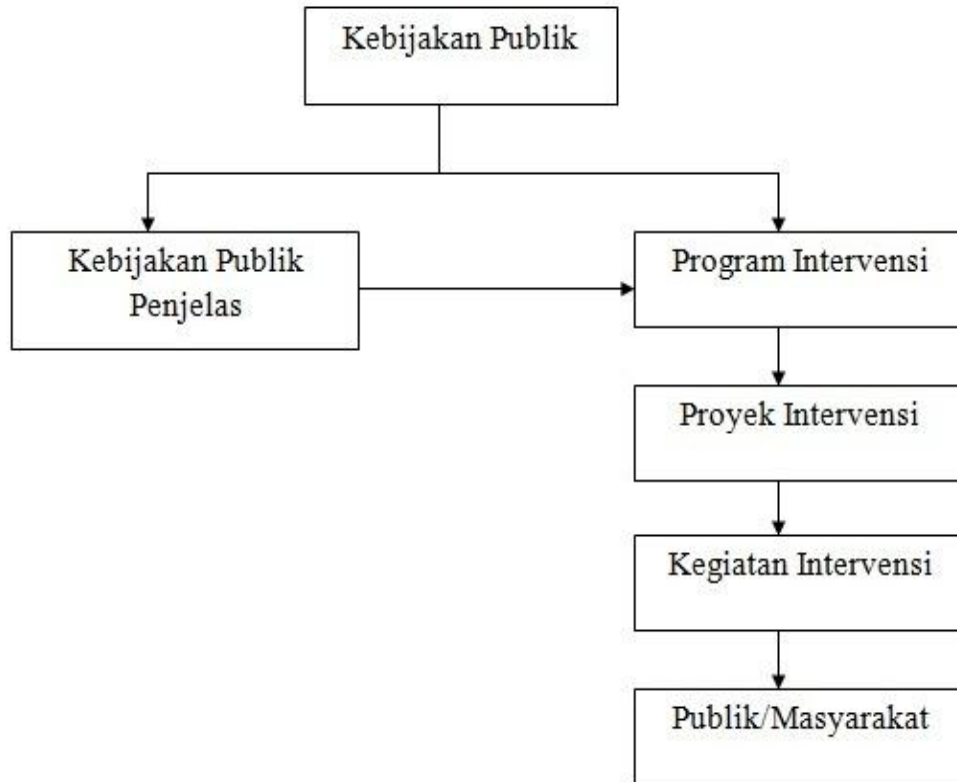 Kebijakan Publik
Kebijakan Publik
Penjelas
Program Intervensi
Proyek Intervensi
Kegiatan Intervensi
Publik/Masyarakat